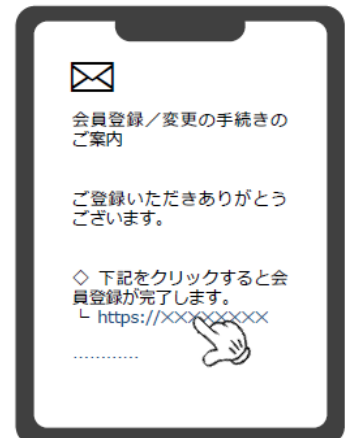 会員登録／変更の手続きの
ご案内
ご登録いただきありがとう
ございます。
◇ 下記をクリックすると会
員登録が完了します。
└ https://XXXXXXXX
…………